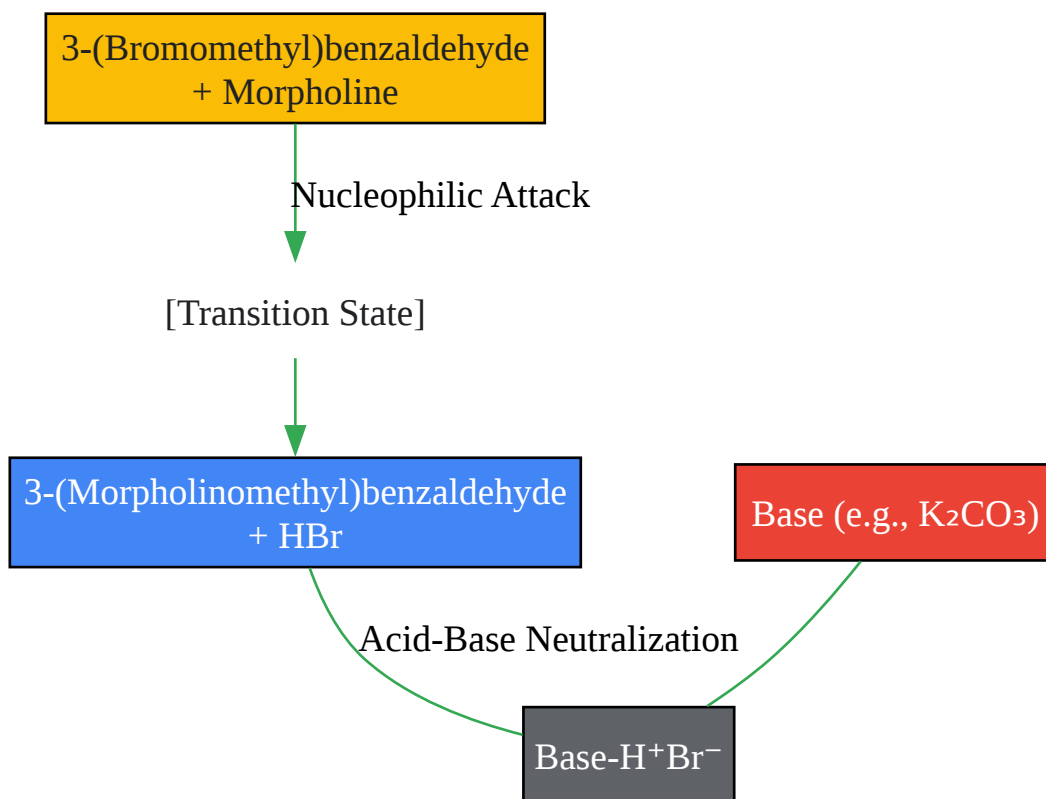 3-(Bromomethyl)benzaldehyde
+ Morpholine
Nucleophilic Attack
[Transition State]
3-(Morpholinomethyl)benzaldehyde
+ HBr
Base (e.g., K₂CO₃)
Acid-Base Neutralization
Base-H⁺Br⁻